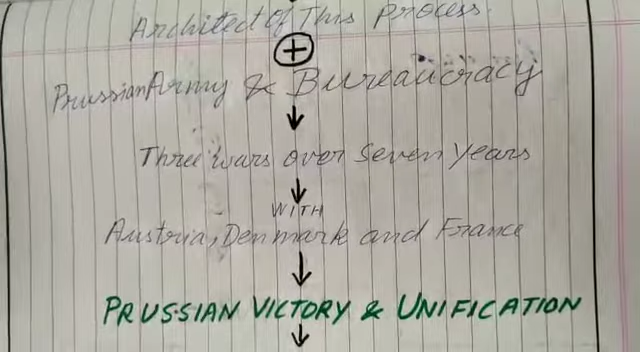 Architect of This Process.
+
Prussian Army & Bureaucracy
↓
Three wars over Seven Years
↓
WITH
Austria, Denmark and France
↓
PRUSSIAN VICTORY & UNIFICATION
↓